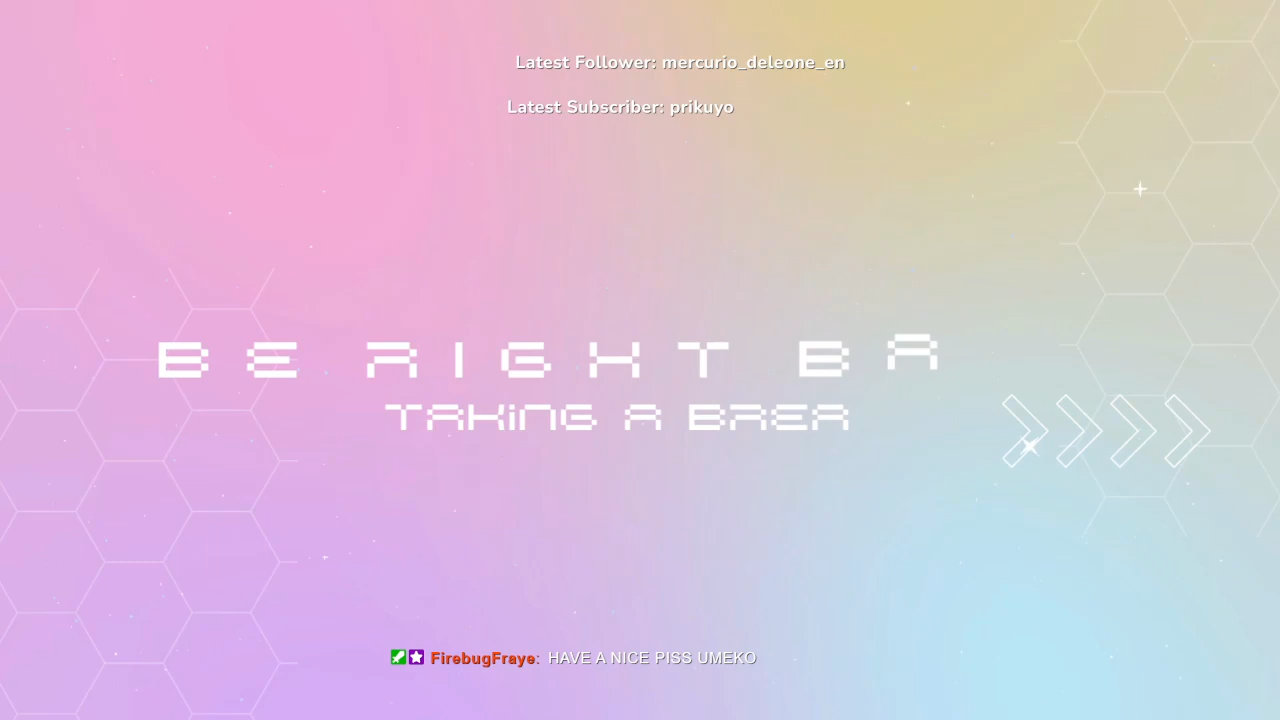 Latest Follower: mercurio_deleone_en
Latest Subscriber: prikuyo
BE RIGHT BA
TAKING A BREA
FirebugFraye: HAVE A NICE PISS UMEKO